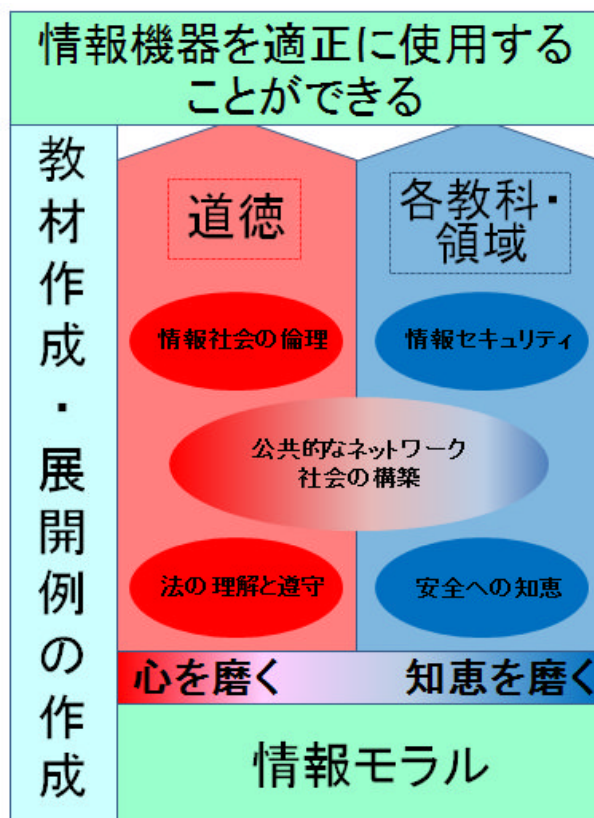 情報機器を適正に使用する
ことができる
教材作成・展開例の作成
道徳
各教科・
領域
情報社会の倫理
情報セキュリティ
公共的なネットワーク
社会の構築
法の理解と遵守
安全への知恵
心を磨く
知恵を磨く
情報モラル